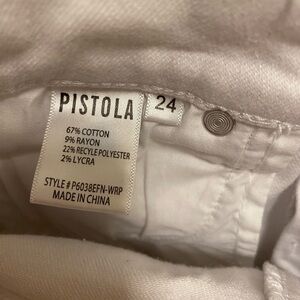 PISTOLA
24
67% COTTON
9% RAYON
22% RECYLE POLYESTER
2% LYCRA
STYLE # P6038EFN-WRP
MADE IN CHINA